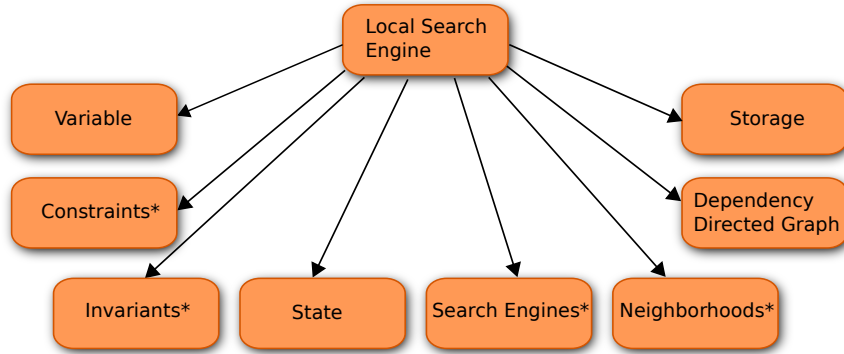 Local Search
Engine
Variable
Storage
Constraints*
Dependency
Directed Graph
Invariants*
State
Search Engines*
Neighborhoods*